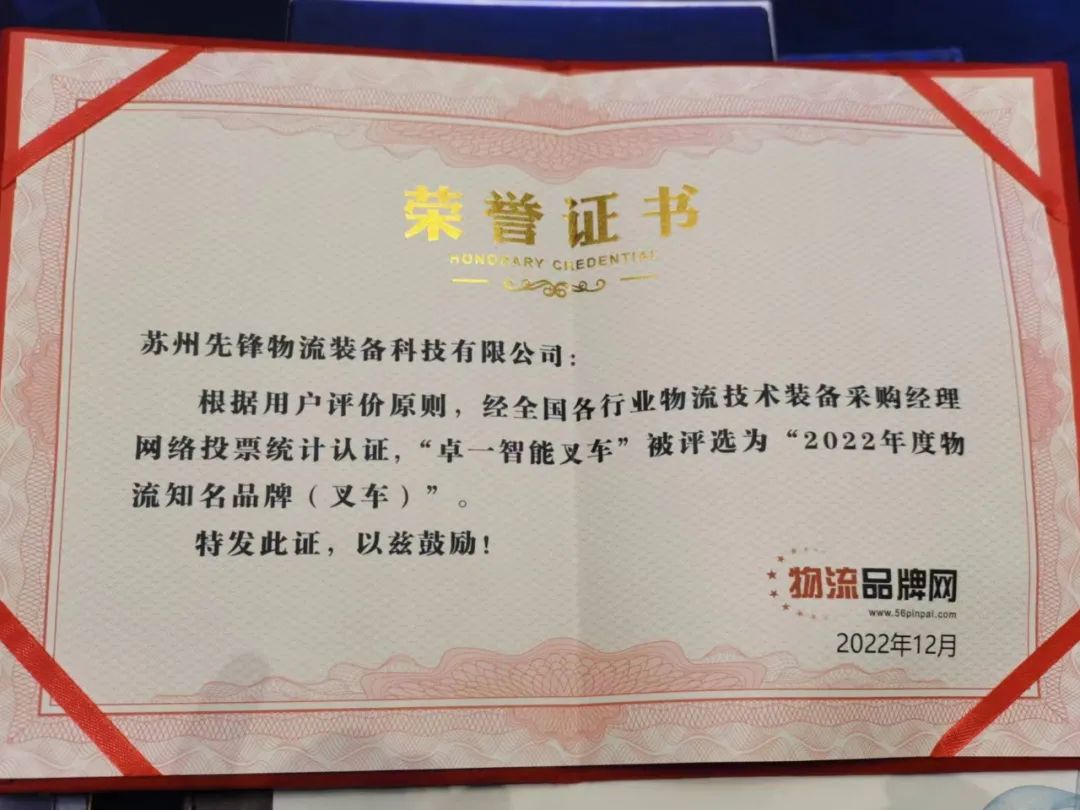 荣誉证书
HONORARY CREDENTIAL
苏州先锋物流装备科技有限公司：
根据用户评价原则，经全国各行业物流技术装备采购经理
网络投票统计认证，“卓一智能叉车”被评选为“2022年度物
流知名品牌（叉车）”。
特发此证，以兹鼓励！
物流品牌网
www.56pinpai.com
2022年12月